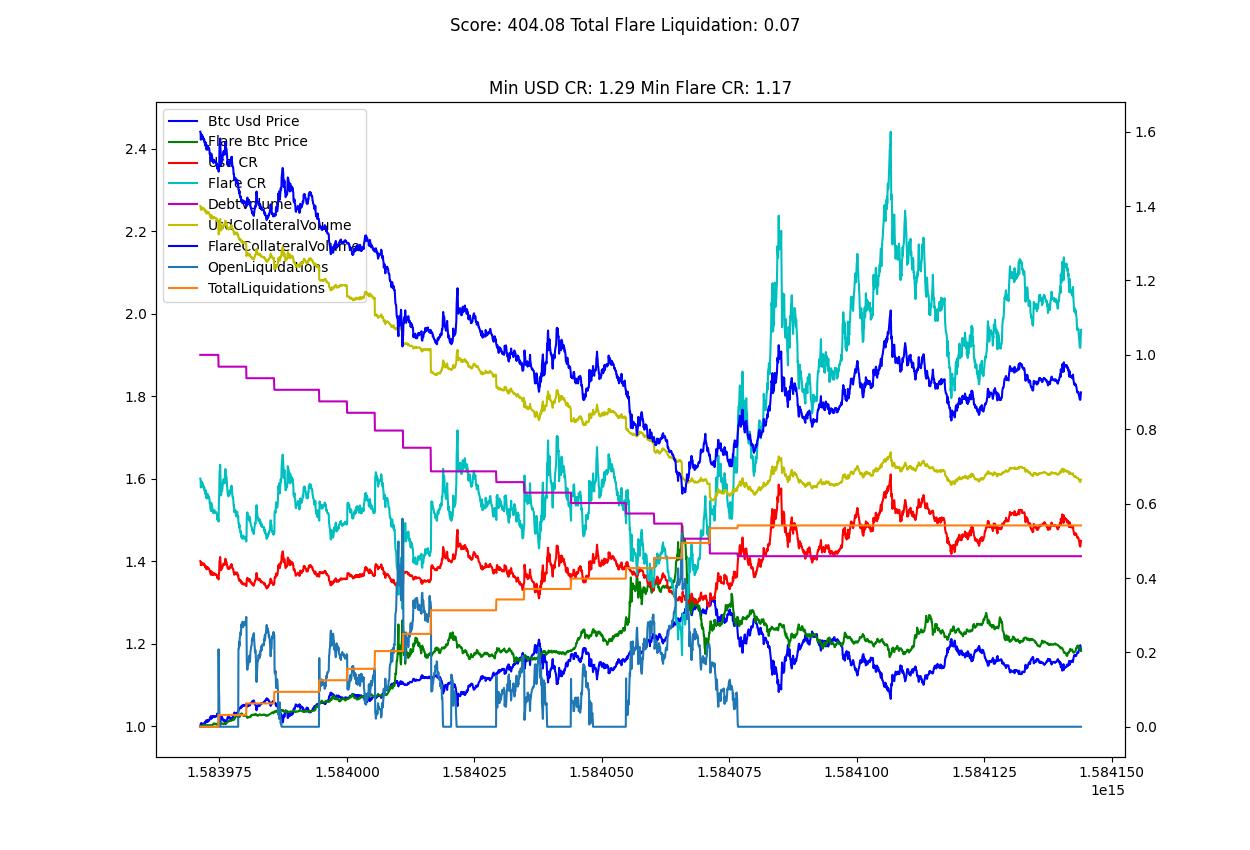 Score: 404.08 Total Flare Liquidation: 0.07
Min USD CR: 1.29 Min Flare CR: 1.17
Btc Usd Price
Flare Btc Price
Usd CR
Flare CR
DebtVolume
UsdCollateralVolume
FlareCollateralVolume
OpenLiquidations
TotalLiquidations
2.4
2.2
2.0
1.8
1.6
1.4
1.2
1.0
1.6
1.4
1.2
1.0
0.8
0.6
0.4
0.2
0.0
1.583975 1.584000 1.584025 1.584050 1.584075 1.584100 1.584125 1.584150
1e15